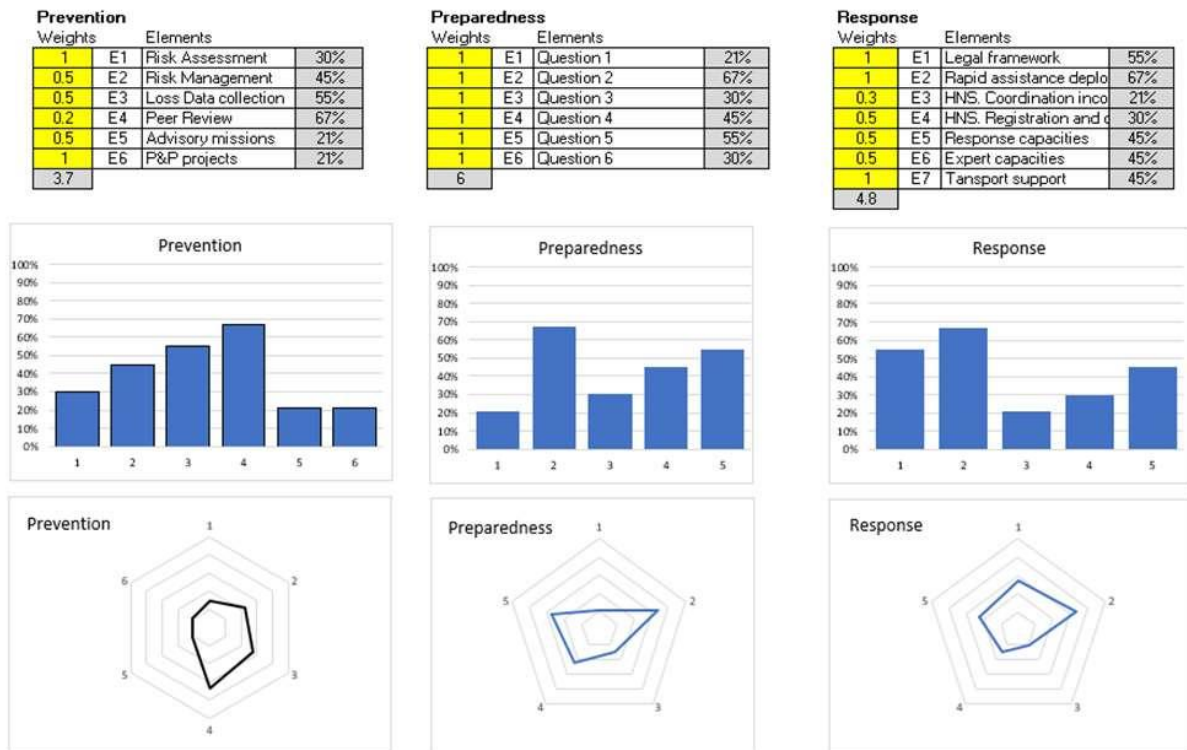 Prevention
Weights Elements
1 E1 Risk Assessment 30%
0.5 E2 Risk Management 45%
0.5 E3 Loss Data collection 55%
0.2 E4 Peer Review 67%
0.5 E5 Advisory missions 21%
1 E6 P&P projects 21%
3.7
Preparedness
Weights Elements
1 E1 Question 1 21%
1 E2 Question 2 67%
1 E3 Question 3 30%
1 E4 Question 4 45%
1 E5 Question 5 55%
1 E6 Question 6 30%
6
Response
Weights Elements
1 E1 Legal framework 55%
1 E2 Rapid assistance deplo 67%
0.3 E3 HNS. Coordination inco 21%
0.5 E4 HNS. Registration and c 30%
0.5 E5 Response capacities 45%
0.5 E6 Expert capacities 45%
1 E7 Tansport support 45%
4.8
Prevention
100%
90%
80%
70%
60%
50%
40%
30%
20%
10%
0%
1 2 3 4 5 6
Preparedness
100%
90%
80%
70%
60%
50%
40%
30%
20%
10%
0%
1 2 3 4 5
Response
100%
90%
80%
70%
60%
50%
40%
30%
20%
10%
0%
1 2 3 4 5
Prevention
1
6 2
5 3
4
Preparedness
1
5 2
4 3
Response
1
5 2
4 3